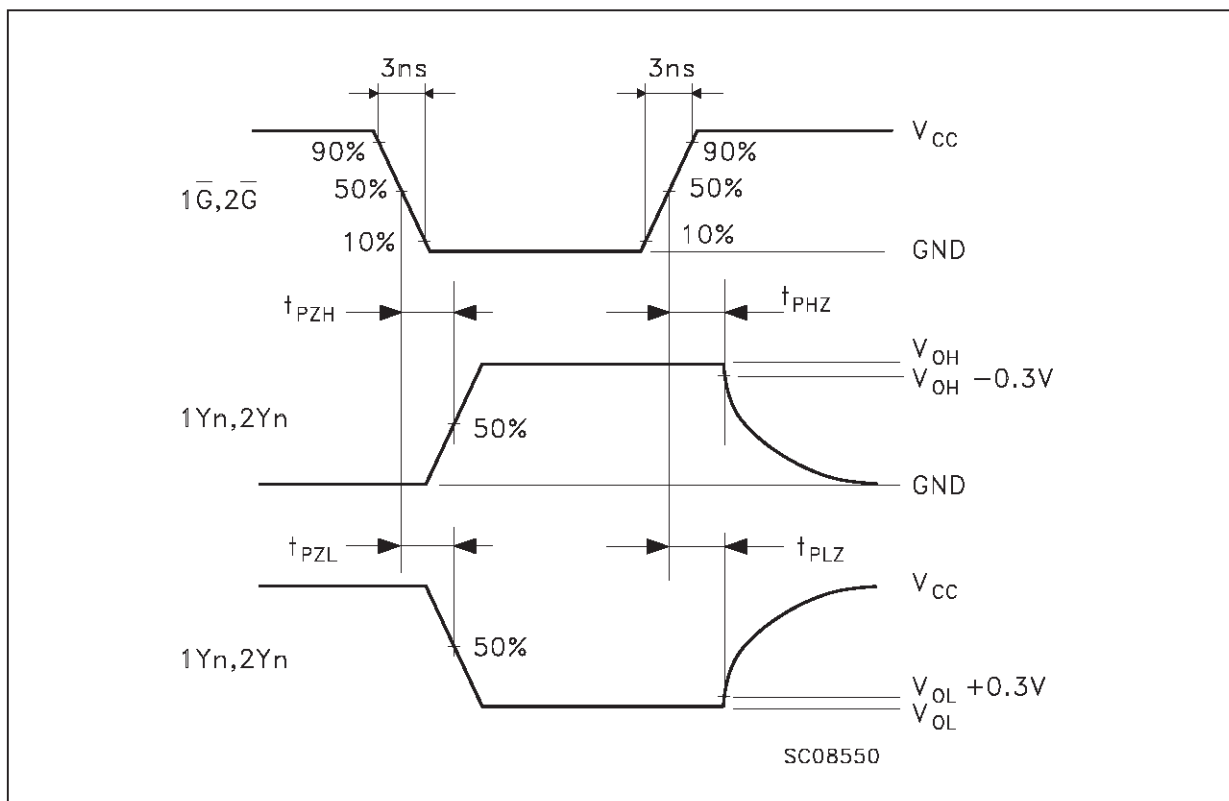 3ns 3ns
V_CC
90% 90%
1G̅,2G̅ 50% 50%
10% 10%
GND
t_PZH t_PHZ
V_OH
V_OH −0.3V
1Yn,2Yn 50%
GND
t_PZL t_PLZ
V_CC
1Yn,2Yn 50%
V_OL +0.3V
V_OL
SC08550